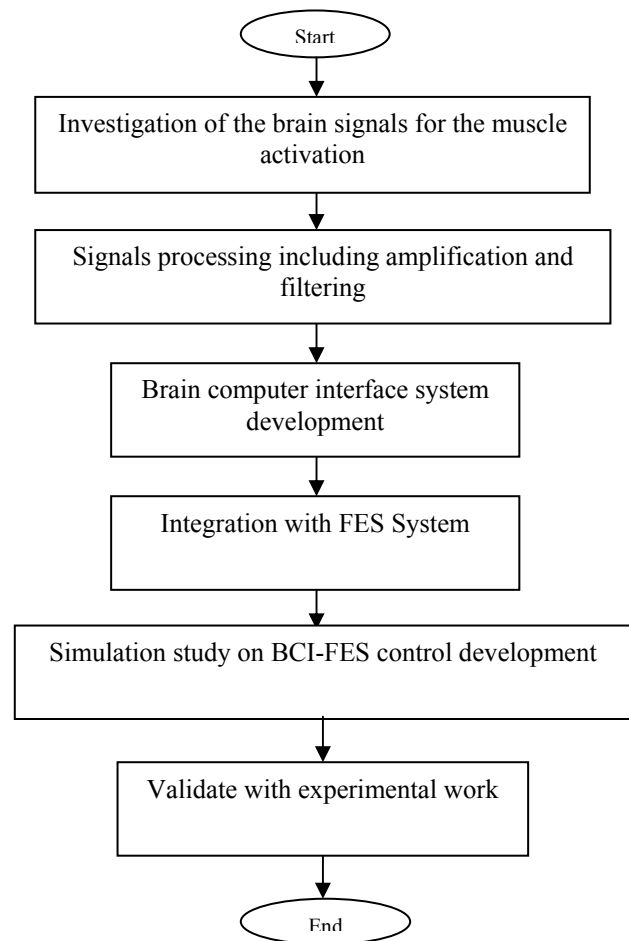 Start
Investigation of the brain signals for the muscle
activation
Signals processing including amplification and
filtering
Brain computer interface system
development
Integration with FES System
Simulation study on BCI-FES control development
Validate with experimental work
End